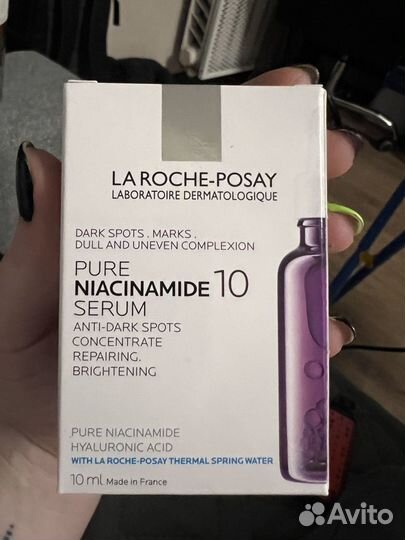 LA ROCHE-POSAY
LABORATOIRE DERMATOLOGIQUE
DARK SPOTS . MARKS .
DULL AND UNEVEN COMPLEXION
PURE
NIACINAMIDE 10
SERUM
ANTI-DARK SPOTS
CONCENTRATE
REPAIRING.
BRIGHTENING
PURE NIACINAMIDE
HYALURONIC ACID
WITH LA ROCHE-POSAY THERMAL SPRING WATER
10 ml Made in France
Avito